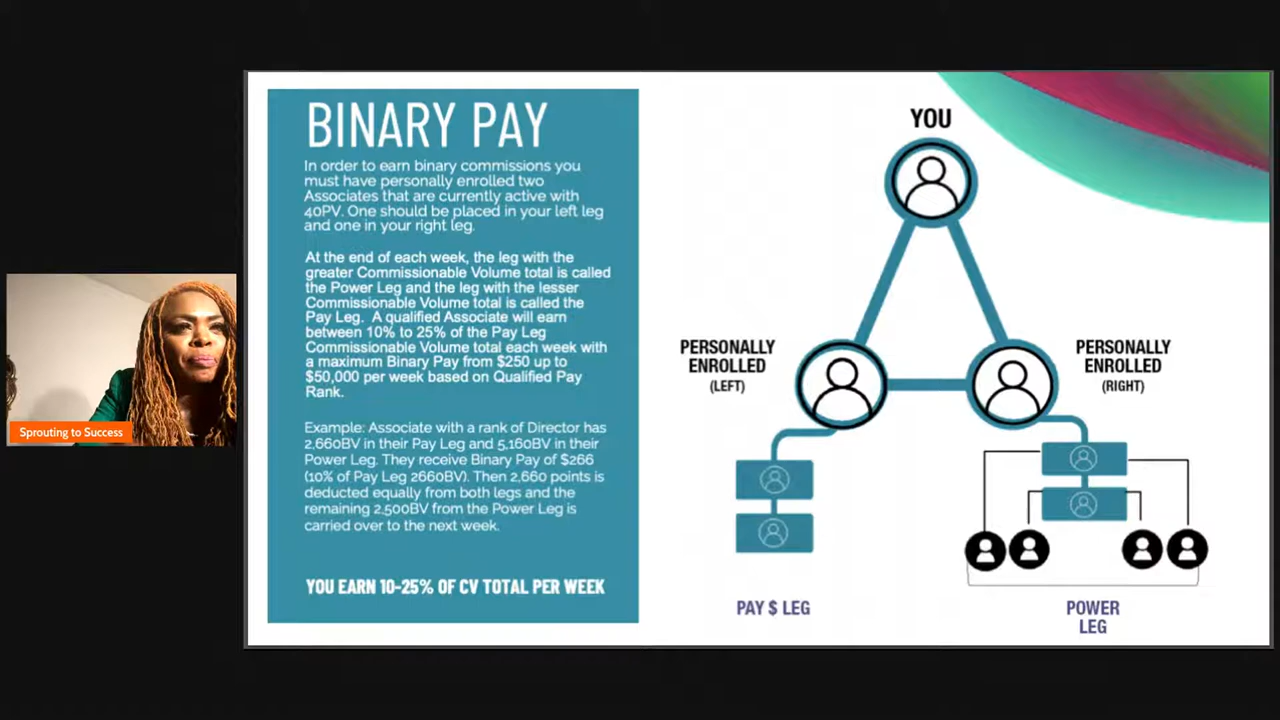 BINARY PAY
In order to earn binary commissions you
must have personally enrolled two
Associates that are currently active with
40PV. One should be placed in your left leg
and one in your right leg.
At the end of each week, the leg with the
greater Commissionable Volume total is called
the Power Leg and the leg with the lesser
Commissionable Volume total is called the
Pay Leg. A qualified Associate will earn
between 10% to 25% of the Pay Leg
Commissionable Volume total each week with
a maximum Binary Pay from $250 up to
$50,000 per week based on Qualified Pay
Rank.
Example: Associate with a rank of Director has
2,660BV in their Pay Leg and 5,160BV in their
Power Leg. They receive Binary Pay of $266
(10% of Pay Leg 2660BV). Then 2,660 points is
deducted equally from both legs and the
remaining 2,500BV from the Power Leg is
carried over to the next week.
YOU EARN 10-25% OF CV TOTAL PER WEEK
YOU
PERSONALLY
ENROLLED
(LEFT)
PERSONALLY
ENROLLED
(RIGHT)
PAY $ LEG
POWER
LEG
Sprouting to Success